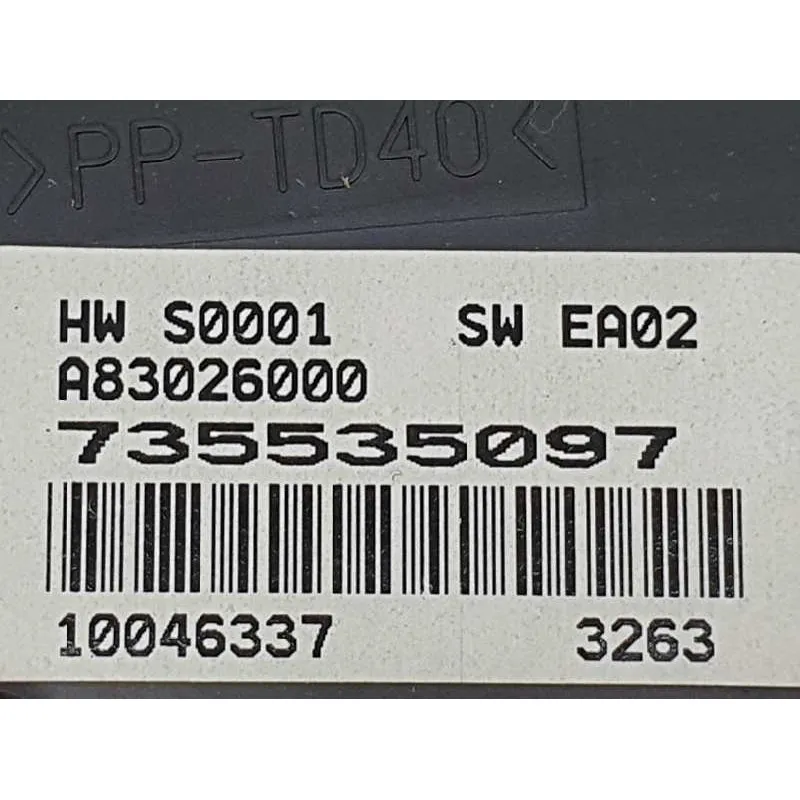 >PP-TD40<
HW S0001 SW EA02
A83026000
735535097
10046337 3263